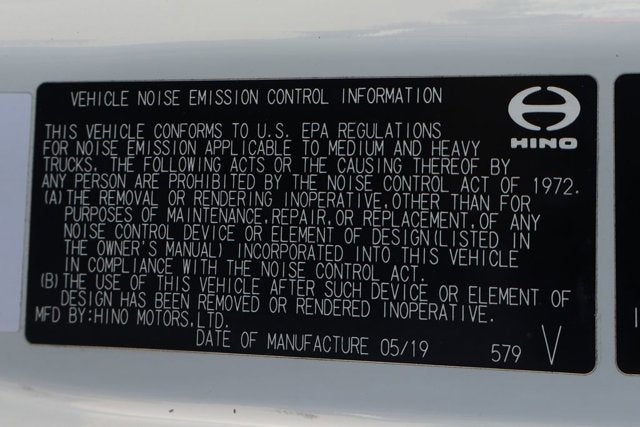 VEHICLE NOISE EMISSION CONTROL INFORMATION
HINO
THIS VEHICLE CONFORMS TO U.S. EPA REGULATIONS
FOR NOISE EMISSION APPLICABLE TO MEDIUM AND HEAVY
TRUCKS. THE FOLLOWING ACTS OR THE CAUSING THEREOF BY
ANY PERSON ARE PROHIBITED BY THE NOISE CONTROL ACT OF 1972.
(A) THE REMOVAL OR RENDERING INOPERATIVE, OTHER THAN FOR
PURPOSES OF MAINTENANCE, REPAIR, OR REPLACEMENT, OF ANY
NOISE CONTROL DEVICE OR ELEMENT OF DESIGN(LISTED IN
THE OWNER'S MANUAL) INCORPORATED INTO THIS VEHICLE
IN COMPLIANCE WITH THE NOISE CONTROL ACT.
(B) THE USE OF THIS VEHICLE AFTER SUCH DEVICE OR ELEMENT OF
DESIGN HAS BEEN REMOVED OR RENDERED INOPERATIVE.
MFD BY:HINO MOTORS,LTD.
DATE OF MANUFACTURE 05/19 579 V